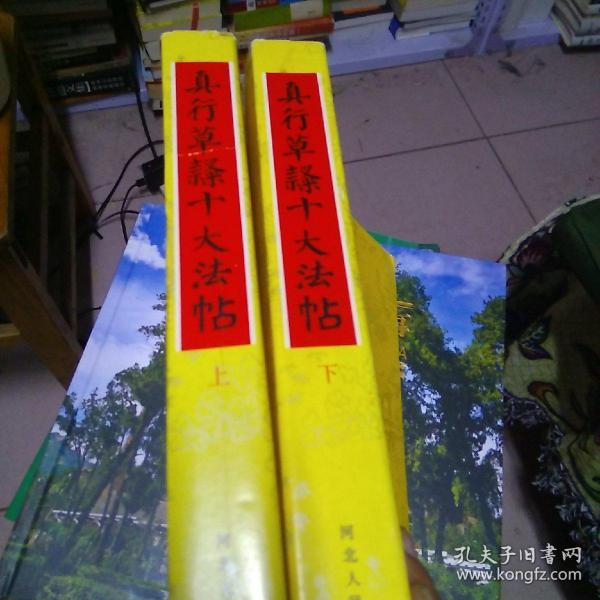 真行草隸十大法帖
上
河
真行草隸十大法帖
下
河北人
孔夫子旧书网
www.kongfz.com